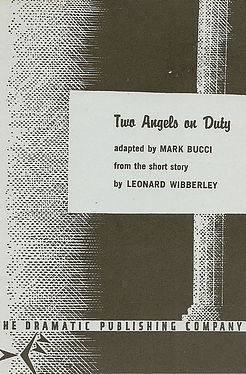 Two Angels on Duty
adapted by MARK BUCCI
from the short story
by LEONARD WIBBERLEY
HE DRAMATIC PUBLISHING COMPANY